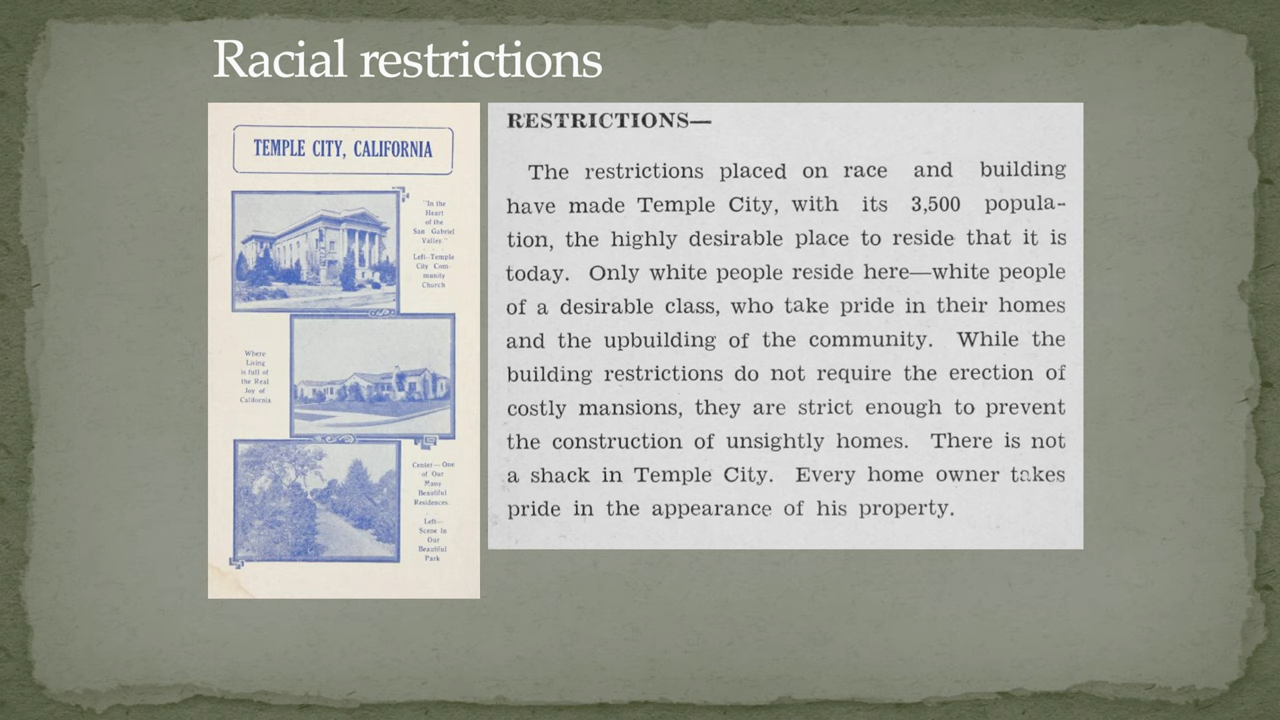 Racial restrictions
TEMPLE CITY, CALIFORNIA
"In the
Heart
of the
San Gabriel
Valley."
Left—Temple
City Com-
munity
Church
Where
Living
is full of
the Real
Joy of
California
Center—One
of Our
Many
Beautiful
Residences.
Left—
Scene in
Our
Beautiful
Park
RESTRICTIONS—
The restrictions placed on race and building
have made Temple City, with its 3,500 popula-
tion, the highly desirable place to reside that it is
today. Only white people reside here—white people
of a desirable class, who take pride in their homes
and the upbuilding of the community. While the
building restrictions do not require the erection of
costly mansions, they are strict enough to prevent
the construction of unsightly homes. There is not
a shack in Temple City. Every home owner takes
pride in the appearance of his property.